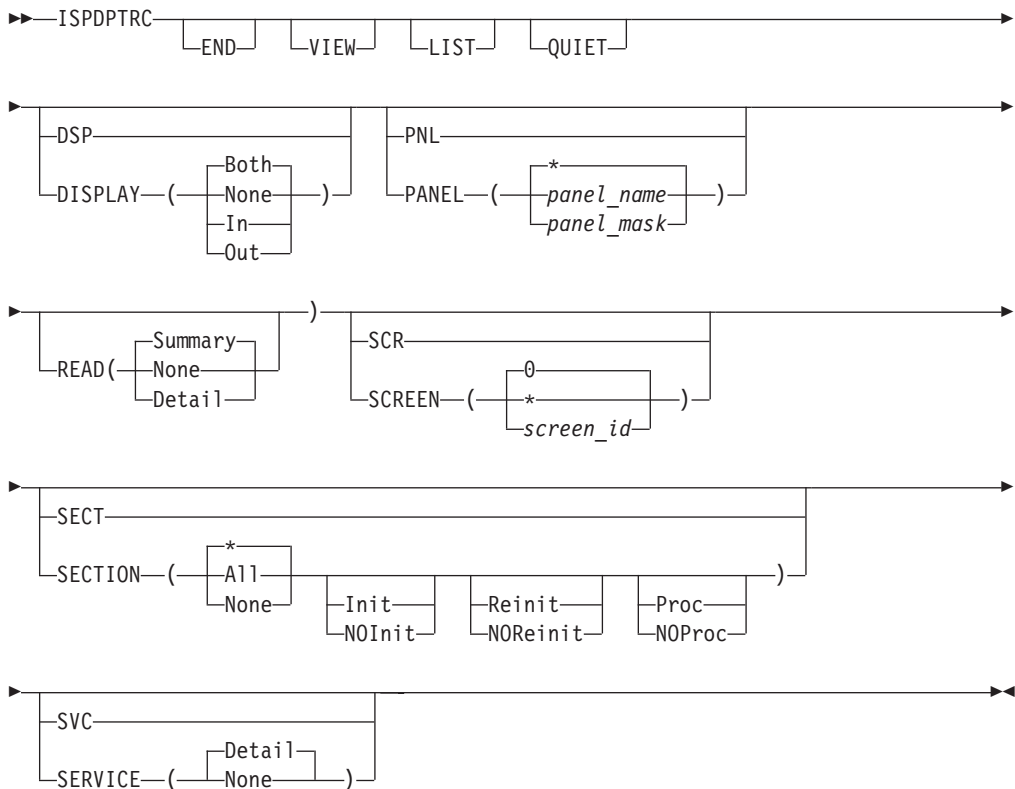 ISPDPTRC
END VIEW LIST QUIET
DSP PNL
Both *
DISPLAY ( None ) PANEL ( panel_name )
In panel_mask
Out
)
Summary SCR
READ( None 0
Detail SCREEN ( * )
screen_id
SECT
*
SECTION ( All )
None Init Reinit Proc
NOInit NOReinit NOProc
SVC
Detail
SERVICE ( None )